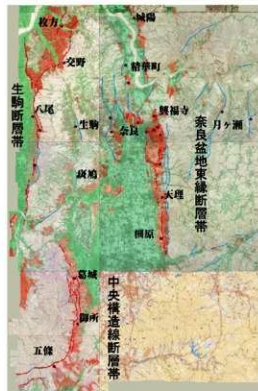 枚方
城陽
交野
精華町
生駒断層帯
八尾
生駒
奈良
興福寺
月ヶ瀬
奈良盆地東縁断層帯
斑鳩
天理
橿原
葛城
御所
中央構造線断層帯
五條